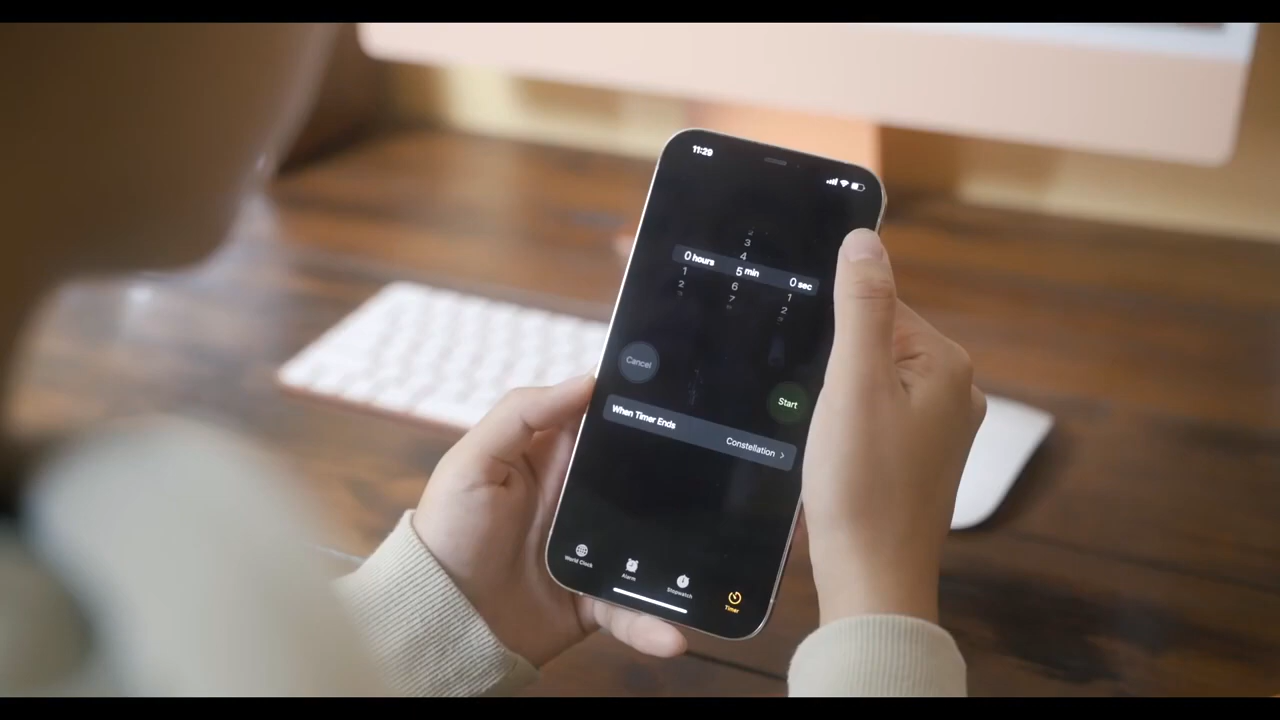 11:29
3
4
0 hours 5 min 0 sec
1 6 1
2 7 2
Cancel
Start
When Timer Ends
Constellation
World Clock
Alarm
Stopwatch
Timer